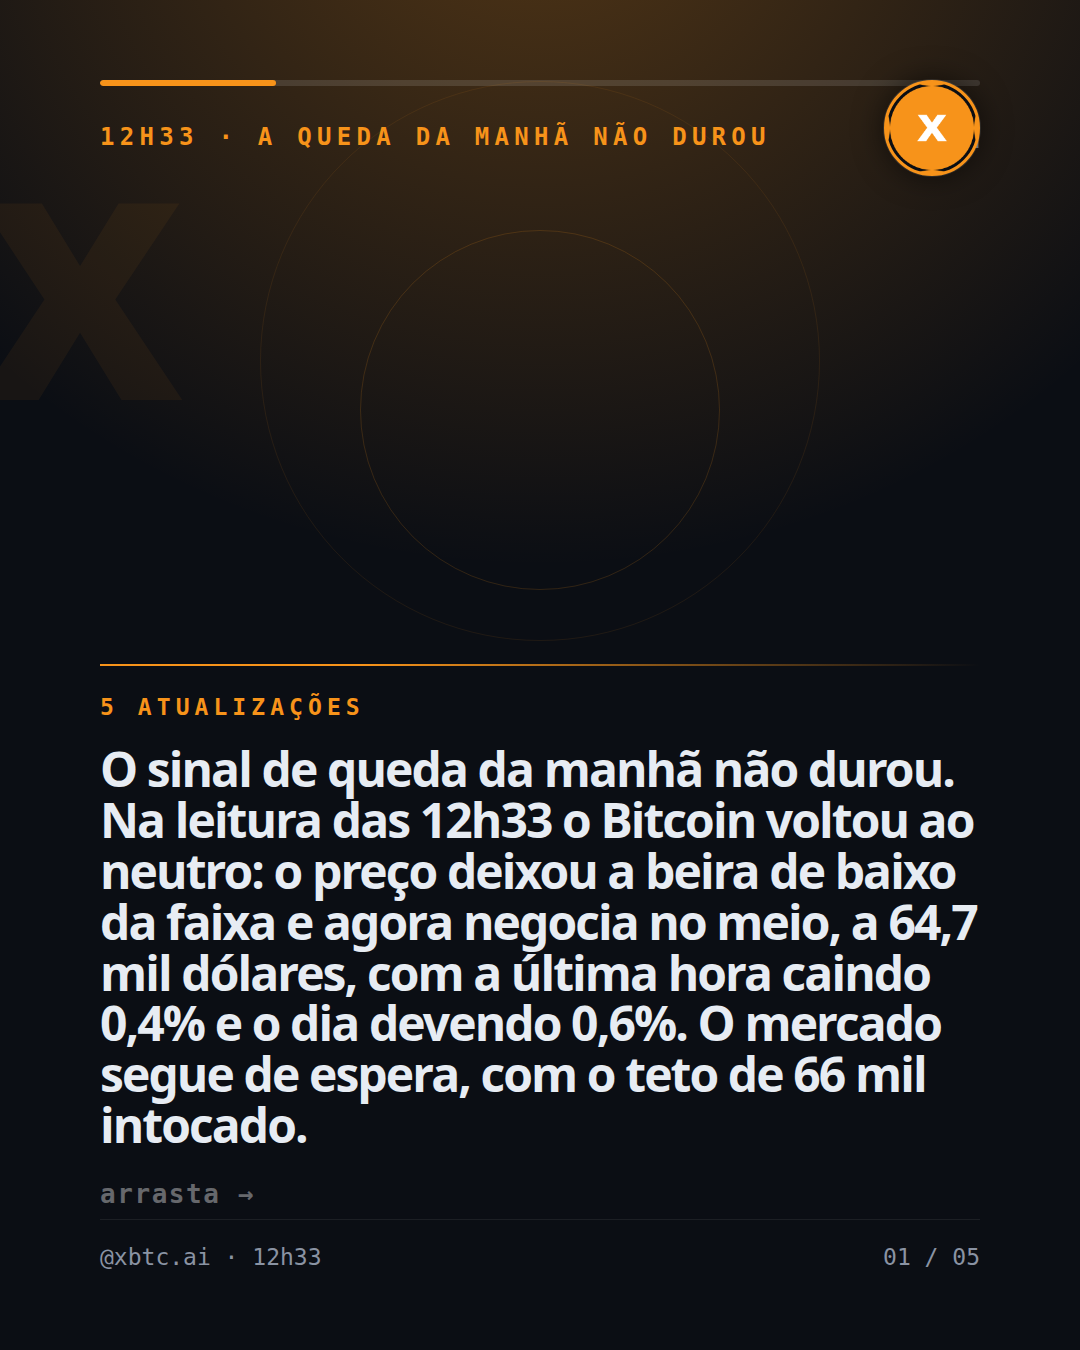 12H33 · A QUEDA DA MANHÃ NÃO DUROU
X
X
5 ATUALIZAÇÕES
O sinal de queda da manhã não durou.
Na leitura das 12h33 o Bitcoin voltou ao
neutro: o preço deixou a beira de baixo
da faixa e agora negocia no meio, a 64,7
mil dólares, com a última hora caindo
0,4% e o dia devendo 0,6%. O mercado
segue de espera, com o teto de 66 mil
intocado.
arrasta →
@xbtc.ai · 12h33
01 / 05